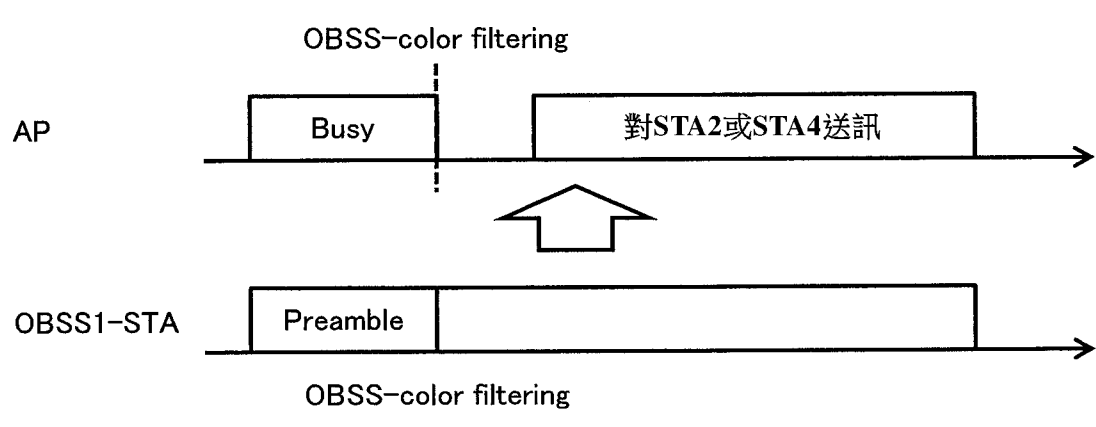 OBSS-color filtering
AP
Busy
對STA2或STA4送訊
OBSS1-STA
Preamble
OBSS-color filtering